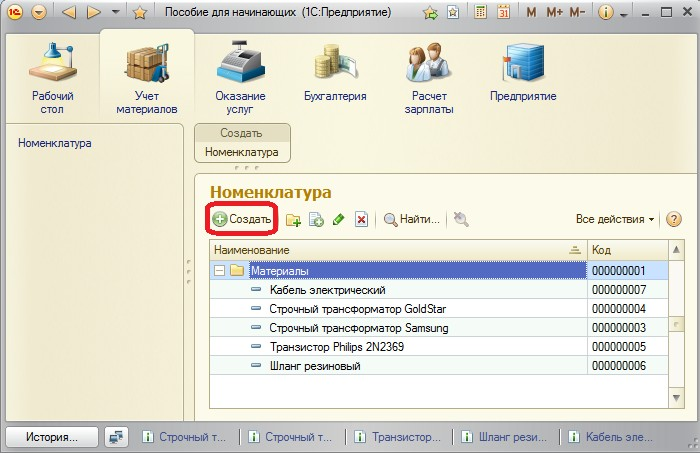 Пособие для начинающих (1С:Предприятие)
M M+ M-
Рабочий стол
Учет материалов
Оказание услуг
Бухгалтерия
Расчет зарплаты
Предприятие
Номенклатура
Создать
Номенклатура
Номенклатура
Создать
Найти...
Все действия
Наименование Код
Материалы 000000001
Кабель электрический 000000007
Строчный трансформатор GoldStar 000000004
Строчный трансформатор Samsung 000000003
Транзистор Philips 2N2369 000000005
Шланг резиновый 000000006
История... Строчный т... Строчный т... Транзистор... Шланг рези... Кабель эле...